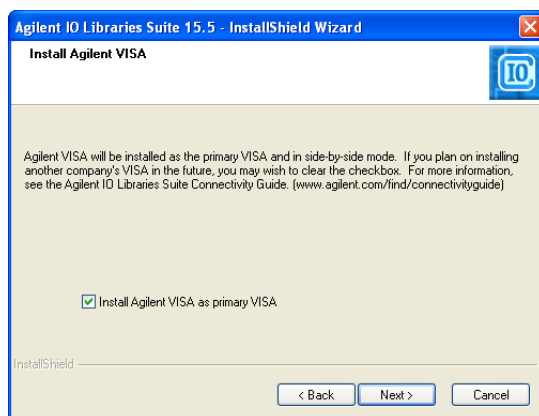 Agilent IO Libraries Suite 15.5 - InstallShield Wizard
Install Agilent VISA
IO
Agilent VISA will be installed as the primary VISA and in side-by-side mode. If you plan on installing
another company's VISA in the future, you may wish to clear the checkbox. For more information,
see the Agilent IO Libraries Suite Connectivity Guide. (www.agilent.com/find/connectivityguide)
Install Agilent VISA as primary VISA
InstallShield
< Back Next > Cancel